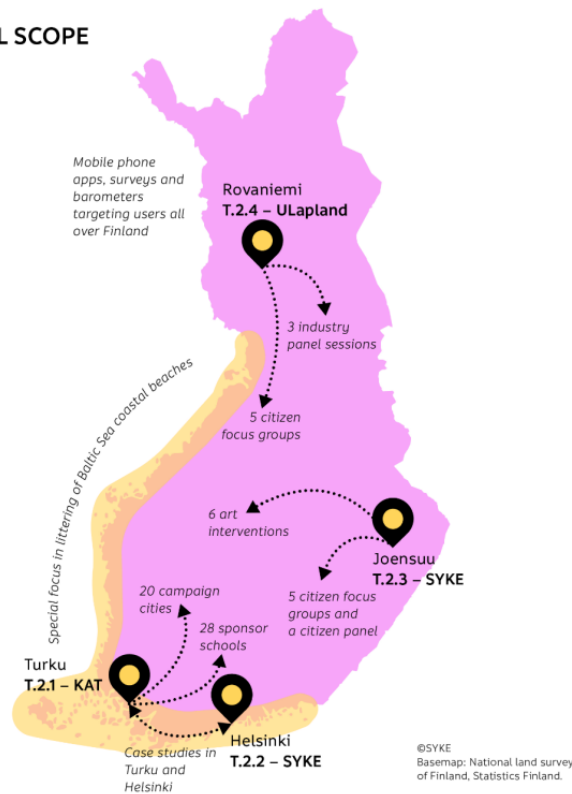 L SCOPE
Mobile phone
apps, surveys and
barometers
targeting users all
over Finland
Rovaniemi
T.2.4 – ULapland
3 industry
panel sessions
5 citizen
focus groups
Special focus in littering of Baltic Sea coastal beaches
6 art
interventions
Joensuu
T.2.3 – SYKE
5 citizen focus
groups and
a citizen panel
20 campaign
cities
28 sponsor
schools
Turku
T.2.1 – KAT
Helsinki
T.2.2 – SYKE
Case studies in
Turku and
Helsinki
©SYKE
Basemap: National land survey
of Finland, Statistics Finland.